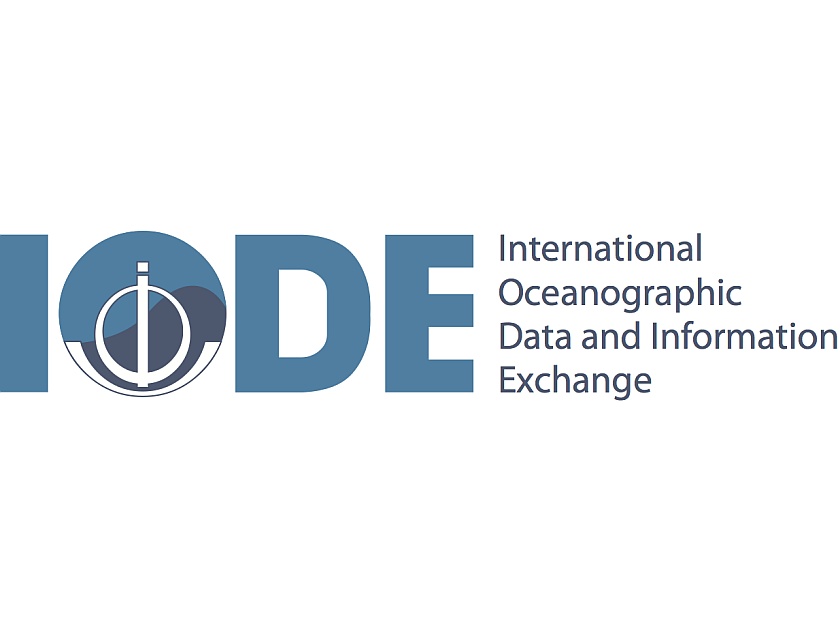 IODE
International
Oceanographic
Data and Information
Exchange